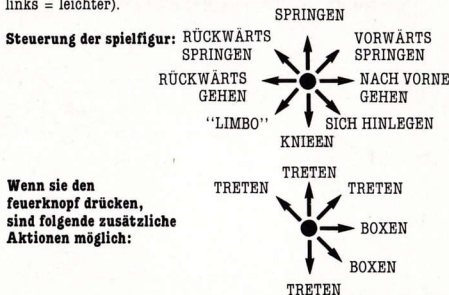 links = leichter).
SPRINGEN
Steuerung der spielfigur:
RÜCKWÄRTS
SPRINGEN
VORWÄRTS
SPRINGEN
RÜCKWÄRTS
GEHEN
NACH VORNE
GEHEN
"LIMBO"
SICH HINLEGEN
KNIEEN
Wenn sie den
feuerknopf drücken,
sind folgende zusätzliche
Aktionen möglich:
TRETEN
TRETEN
TRETEN
BOXEN
BOXEN
TRETEN